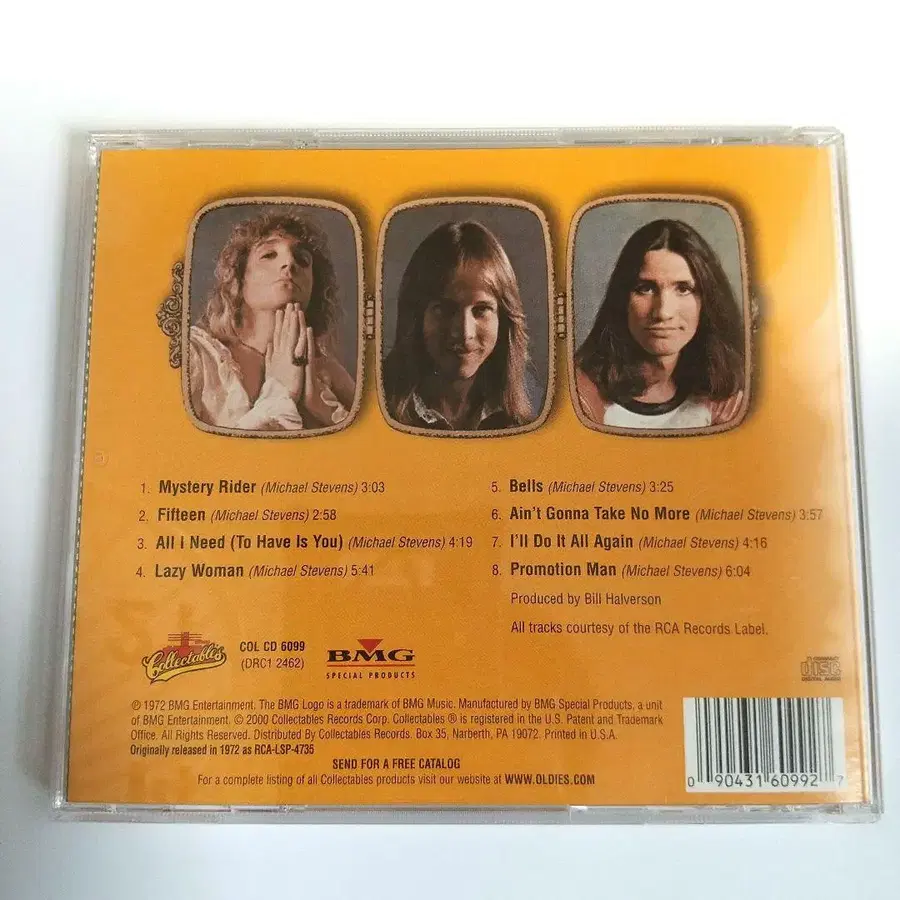 1. Mystery Rider (Michael Stevens) 3:03
2. Fifteen (Michael Stevens) 2:58
3. All I Need (To Have Is You) (Michael Stevens) 4:19
4. Lazy Woman (Michael Stevens) 5:41
5. Bells (Michael Stevens) 3:25
6. Ain't Gonna Take No More (Michael Stevens) 3:57
7. I'll Do It All Again (Michael Stevens) 4:16
8. Promotion Man (Michael Stevens) 6:04
Produced by Bill Halverson
All tracks courtesy of the RCA Records Label.
Collectables
COL CD 6099
(DRC1 2462)
BMG
SPECIAL PRODUCTS
COMPACT
DISC
DIGITAL AUDIO
℗ 1972 BMG Entertainment. The BMG Logo is a trademark of BMG Music. Manufactured by BMG Special Products, a unit
of BMG Entertainment. © 2000 Collectables Records Corp. Collectables ® is registered in the U.S. Patent and Trademark
Office. All Rights Reserved. Distributed By Collectables Records. Box 35, Narberth, PA 19072. Printed in U.S.A.
Originally released in 1972 as RCA-LSP-4735
SEND FOR A FREE CATALOG
For a complete listing of all Collectables products visit our website at WWW.OLDIES.COM
0 90431 60992 7